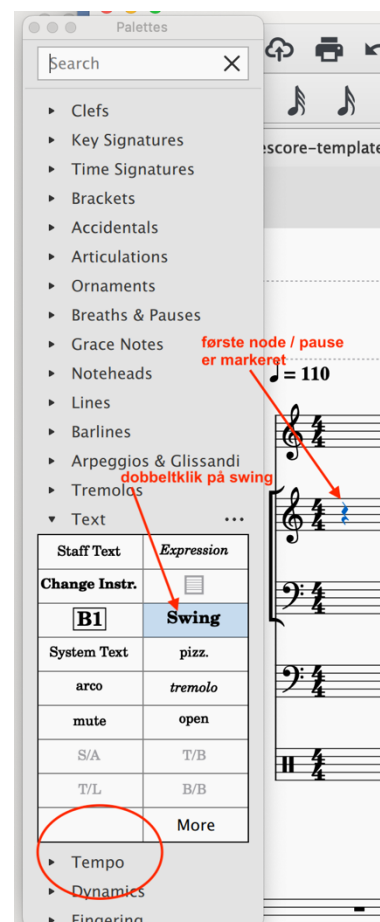 Palettes
Search
Clefs
Key Signatures
Time Signatures
Brackets
Accidentals
Articulations
Ornaments
Breaths & Pauses
Grace Notes
Noteheads
Lines
Barlines
Arpeggios & Glissandi
Tremolos
Text ...
Staff Text Expression
Change Instr.
B1 Swing
System Text pizz.
arco tremolo
mute open
S/A T/B
T/L B/B
More
Tempo
Dynamics
Fingering
escore-template
første node / pause
er markeret
= 110
dobbeltklik på swing